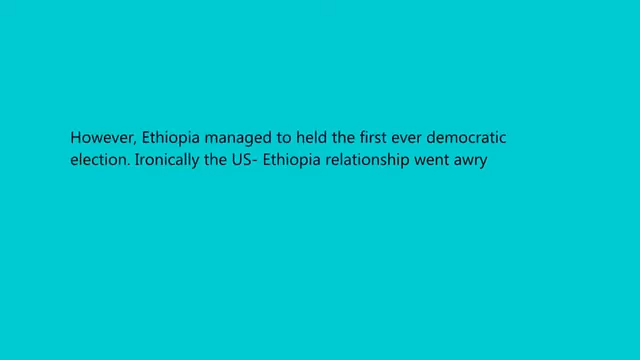 However, Ethiopia managed to held the first ever democratic
election. Ironically the US- Ethiopia relationship went awry